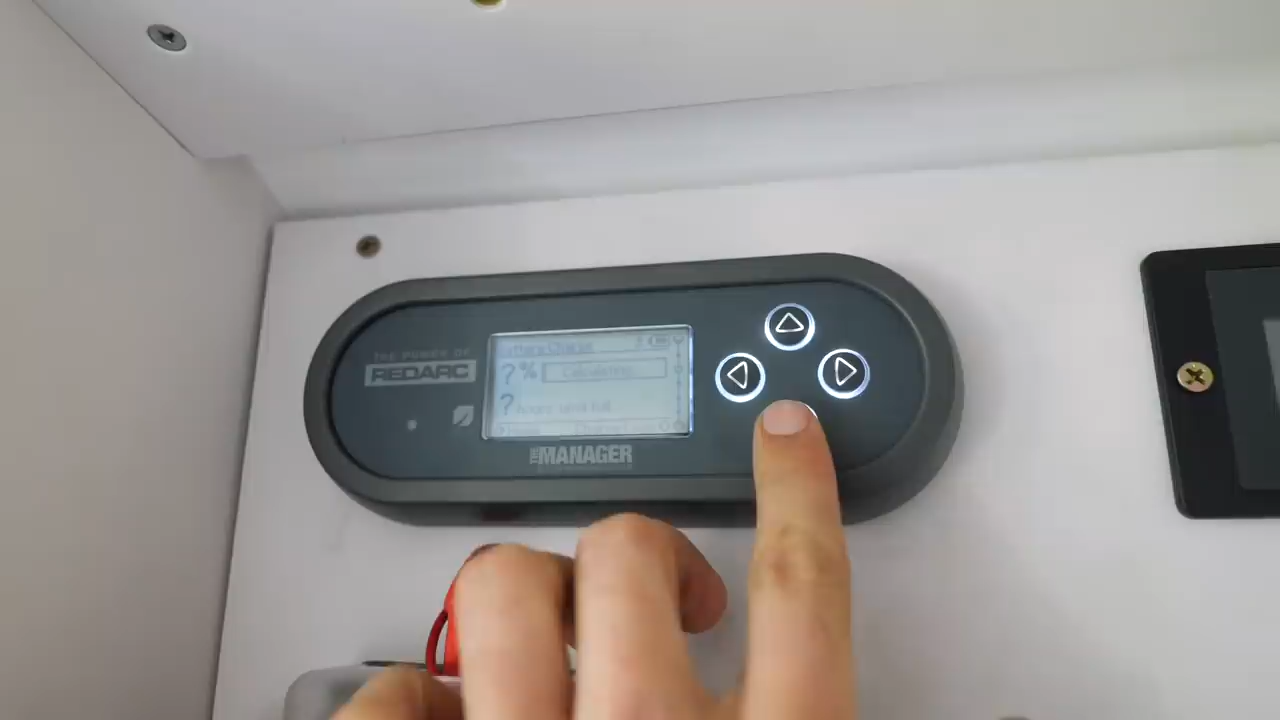 THE POWER OF
REDARC
Battery Charge
?% Calculating...
? hours until full
THE MANAGER